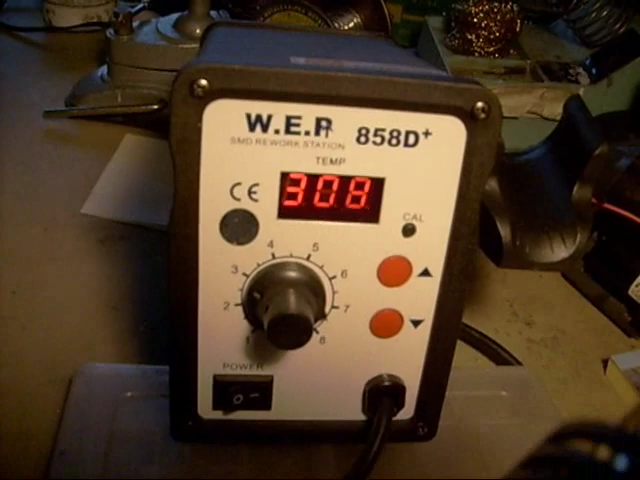 W.E.P
858D+
SMD REWORK STATION
TEMP
308
CE
CAL
1
2
3
4
5
6
7
8
POWER
O –